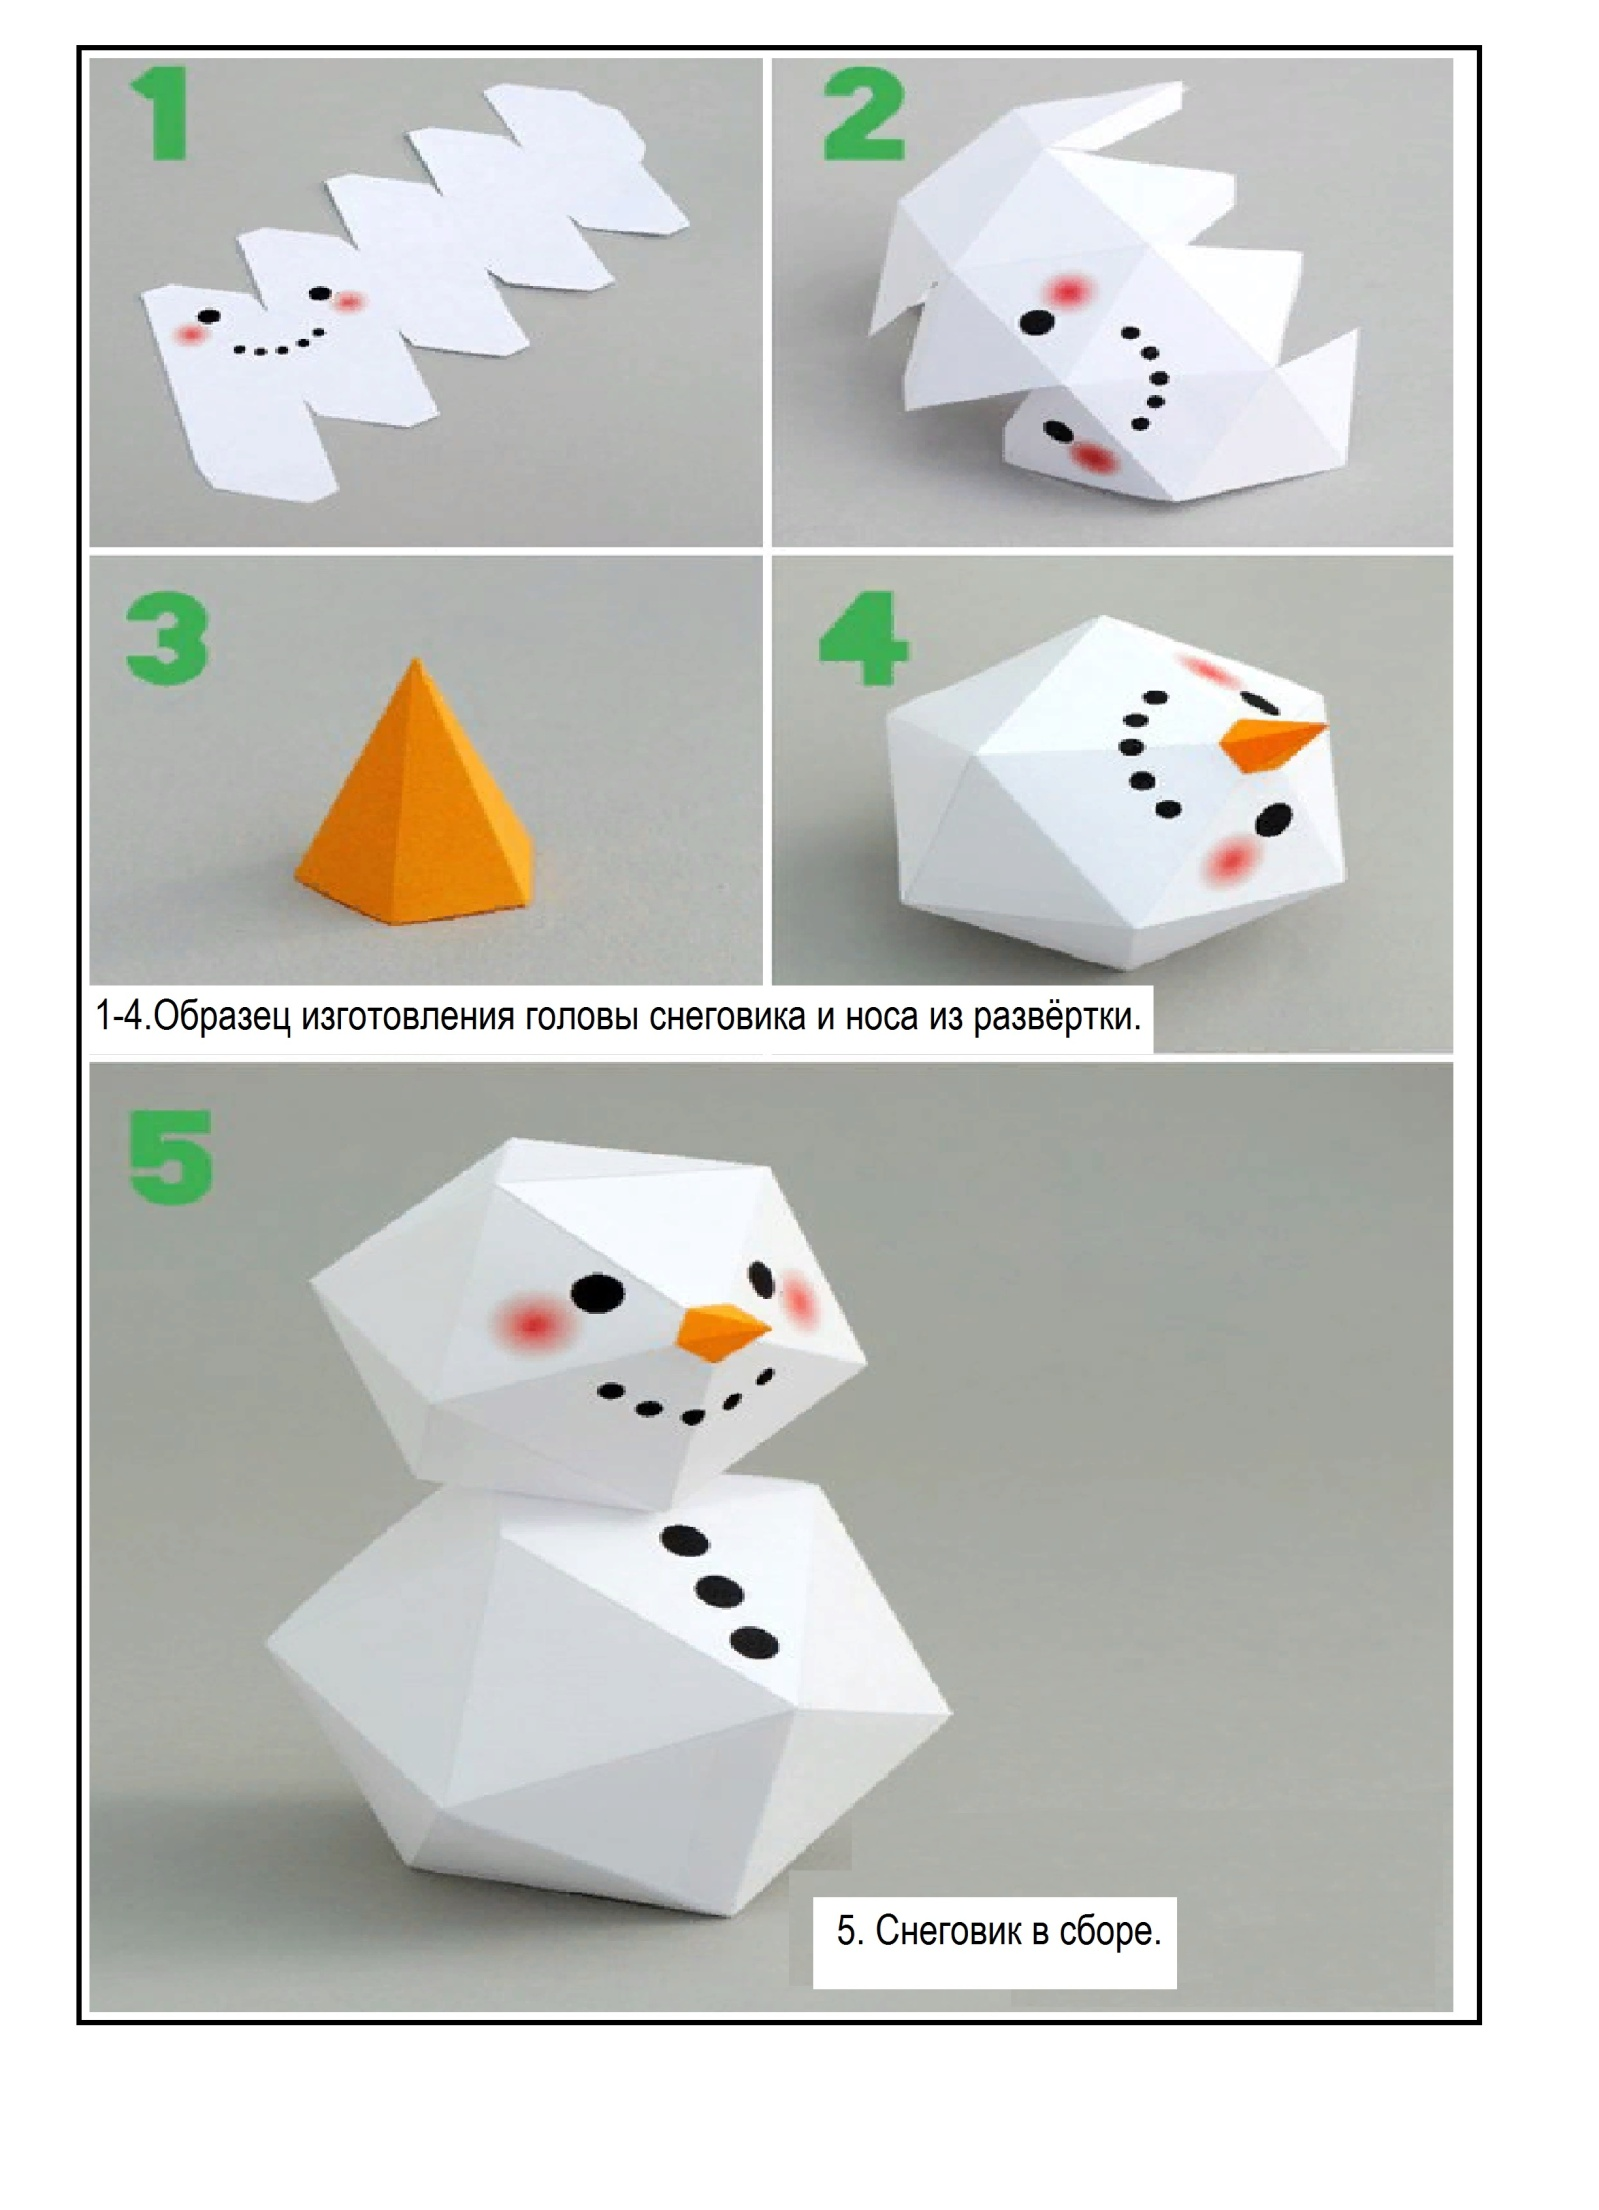 1
2
3
4
1-4.Образец изготовления головы снеговика и носа из развёртки.
5
5. Снеговик в сборе.